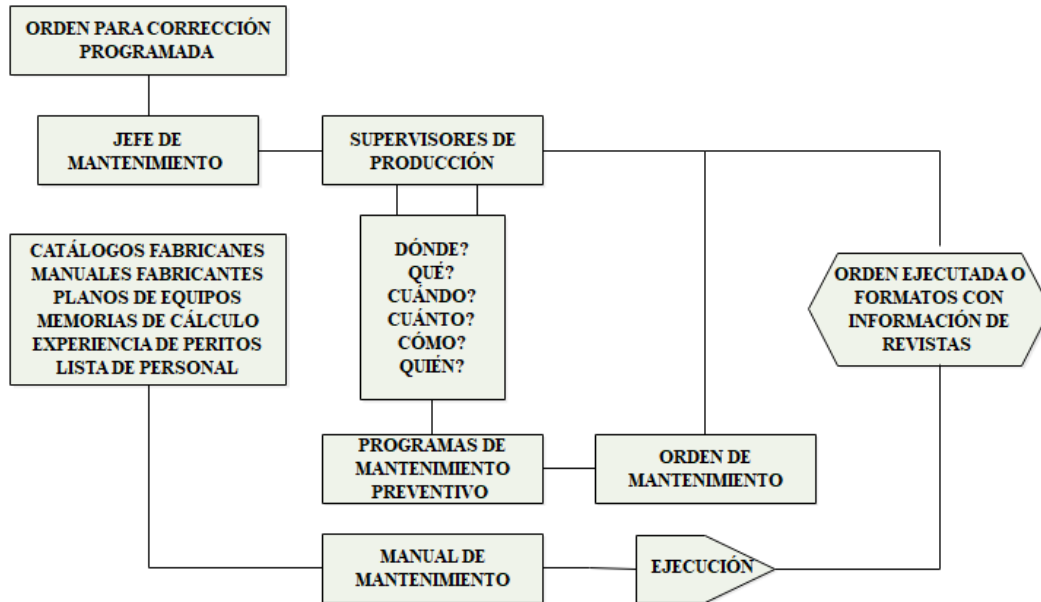 ORDEN PARA CORRECCIÓN
PROGRAMADA
JEFE DE
MANTENIMIENTO
SUPERVISORES DE
PRODUCCIÓN
CATÁLOGOS FABRICANES
MANUALES FABRICANTES
PLANOS DE EQUIPOS
MEMORIAS DE CÁLCULO
EXPERIENCIA DE PERITOS
LISTA DE PERSONAL
DÓNDE?
QUÉ?
CUÁNDO?
CUÁNTO?
CÓMO?
QUIÉN?
ORDEN EJECUTADA O
FORMATOS CON
INFORMACIÓN DE
REVISTAS
PROGRAMAS DE
MANTENIMIENTO
PREVENTIVO
ORDEN DE
MANTENIMIENTO
MANUAL DE
MANTENIMIENTO
EJECUCIÓN